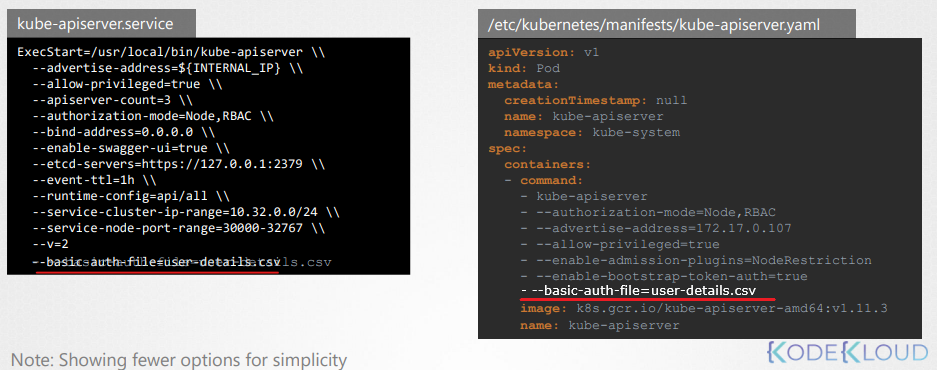 kube-apiserver.service
ExecStart=/usr/local/bin/kube-apiserver \\
--advertise-address=${INTERNAL_IP} \\
--allow-privileged=true \\
--apiserver-count=3 \\
--authorization-mode=Node,RBAC \\
--bind-address=0.0.0.0 \\
--enable-swagger-ui=true \\
--etcd-servers=https://127.0.0.1:2379 \\
--event-ttl=1h \\
--runtime-config=api/all \\
--service-cluster-ip-range=10.32.0.0/24 \\
--service-node-port-range=30000-32767 \\
--v=2
--basic-auth-file=user-details.csv
/etc/kubernetes/manifests/kube-apiserver.yaml
apiVersion: v1
kind: Pod
metadata:
creationTimestamp: null
name: kube-apiserver
namespace: kube-system
spec:
containers:
- command:
- kube-apiserver
- --authorization-mode=Node,RBAC
- --advertise-address=172.17.0.107
- --allow-privileged=true
- --enable-admission-plugins=NodeRestriction
- --enable-bootstrap-token-auth=true
- --basic-auth-file=user-details.csv
image: k8s.gcr.io/kube-apiserver-amd64:v1.11.3
name: kube-apiserver
Note: Showing fewer options for simplicity
KODEKLOUD